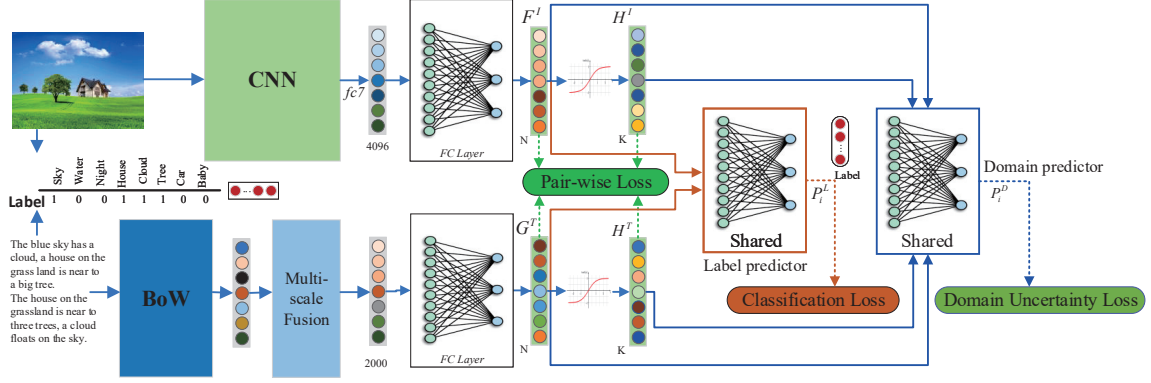 CNN
fc7
4096
FC Layer
F^I
N
H^I
K
Sky
Water
Night
House
Cloud
Tree
Car
Baby
Label 1 0 0 1 1 1 0 0
Pair-wise Loss
Label
Shared
Label predictor
P_i^L
Classification Loss
Shared
Domain predictor
P_i^D
Domain Uncertainty Loss
The blue sky has a
cloud, a house on the
grass land is near to
a big tree.
The house on the
grassland is near to
three trees, a cloud
floats on the sky.
BoW
Multi-
scale
Fusion
2000
FC Layer
G^T
N
H^T
K